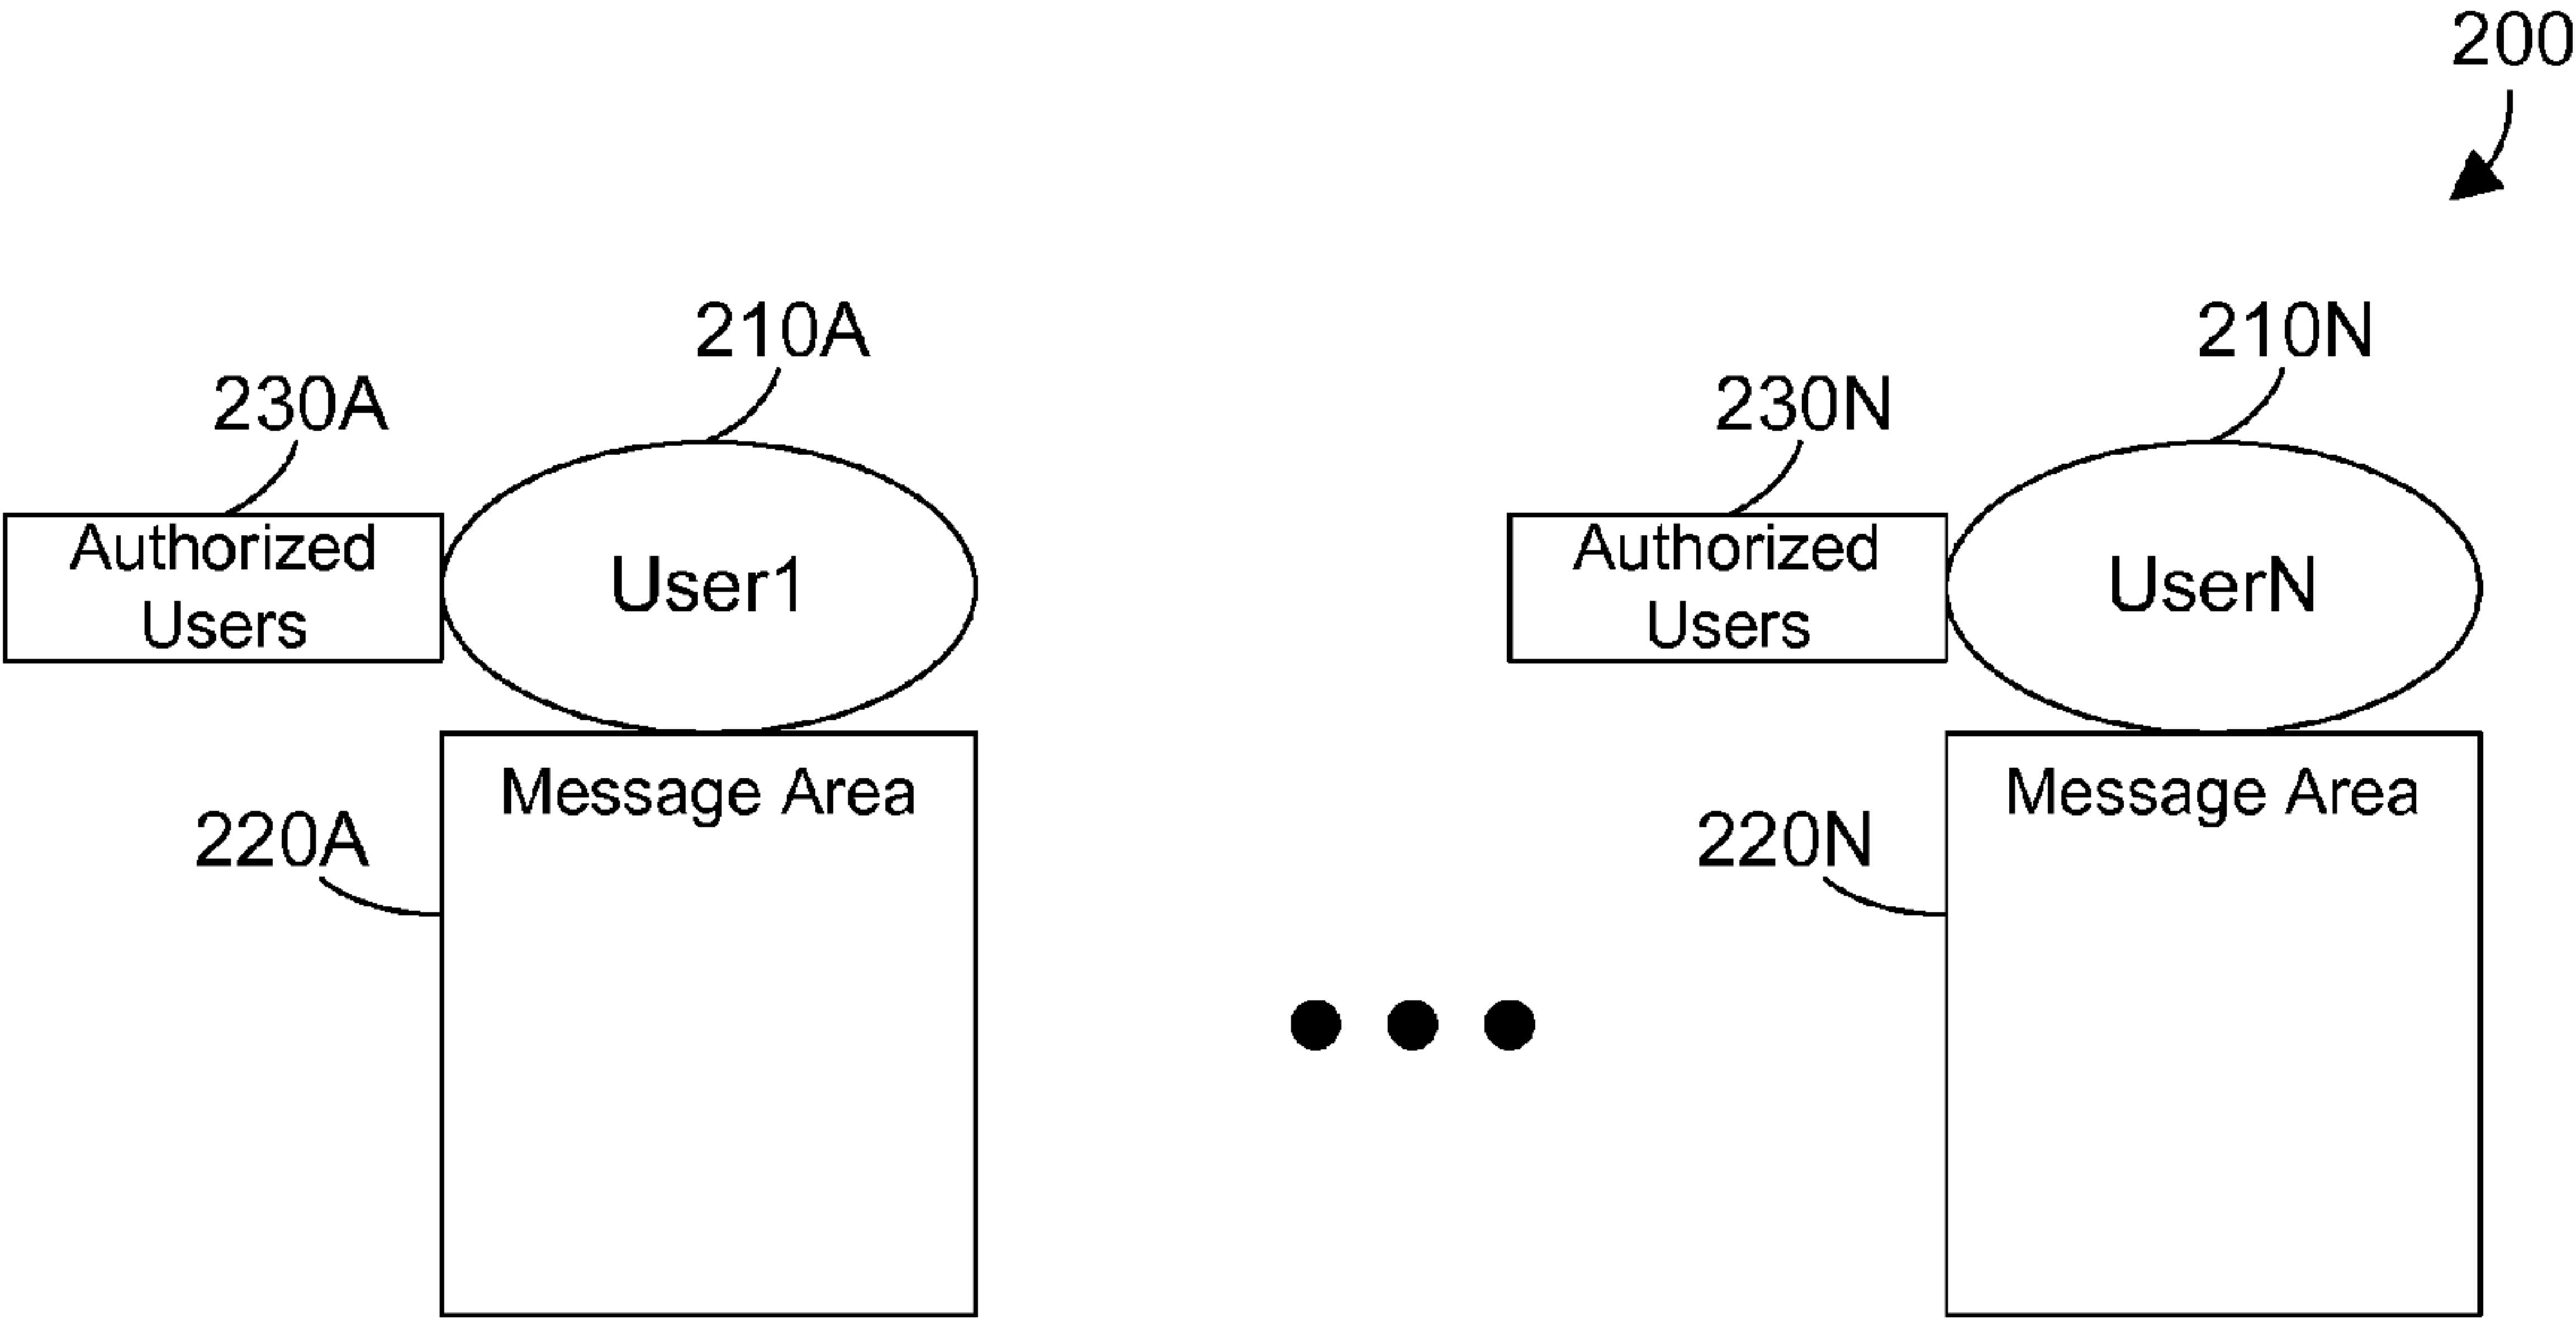 200
210A
210N
230A
230N
Authorized
Users
User1
Authorized
Users
UserN
Message Area
Message Area
220A
220N